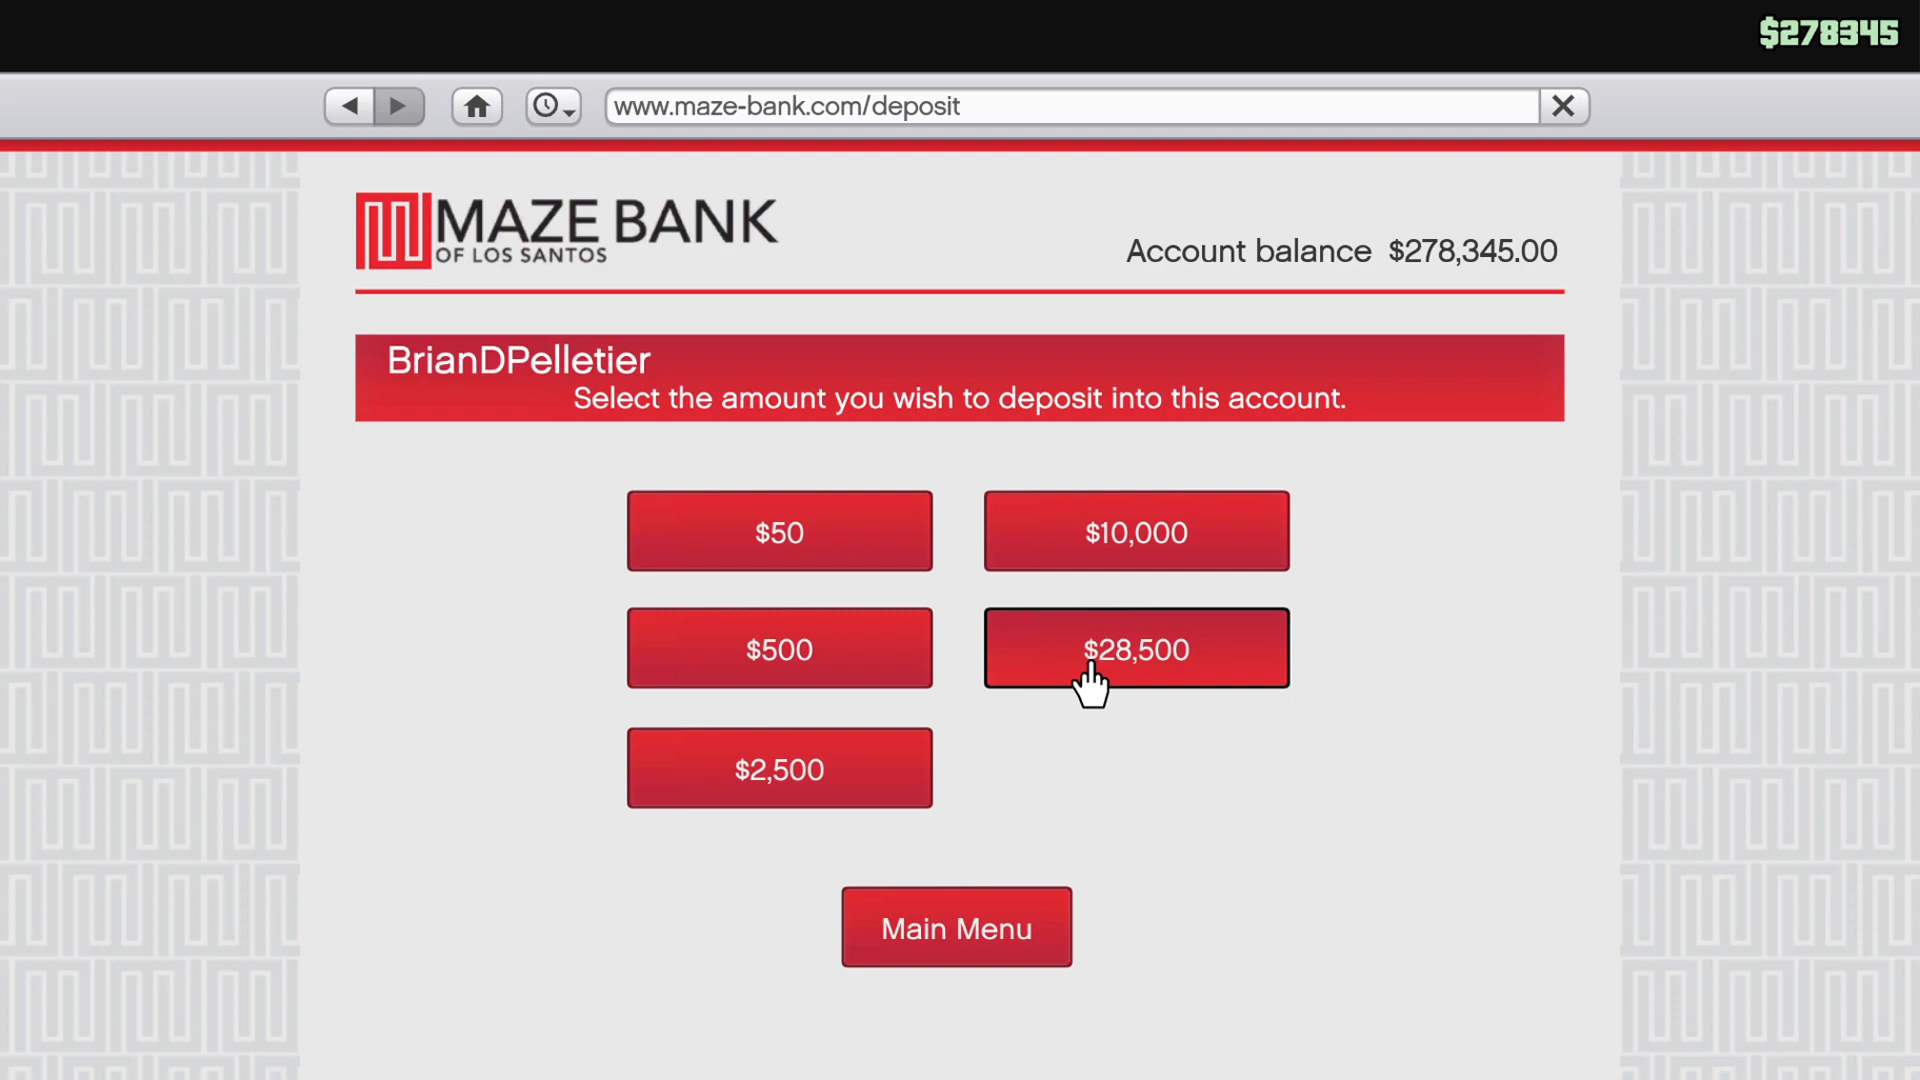 $278345
www.maze-bank.com/deposit
MAZE BANK
OF LOS SANTOS
Account balance $278,345.00
BrianDPelletier
Select the amount you wish to deposit into this account.
$50
$10,000
$500
$28,500
$2,500
Main Menu